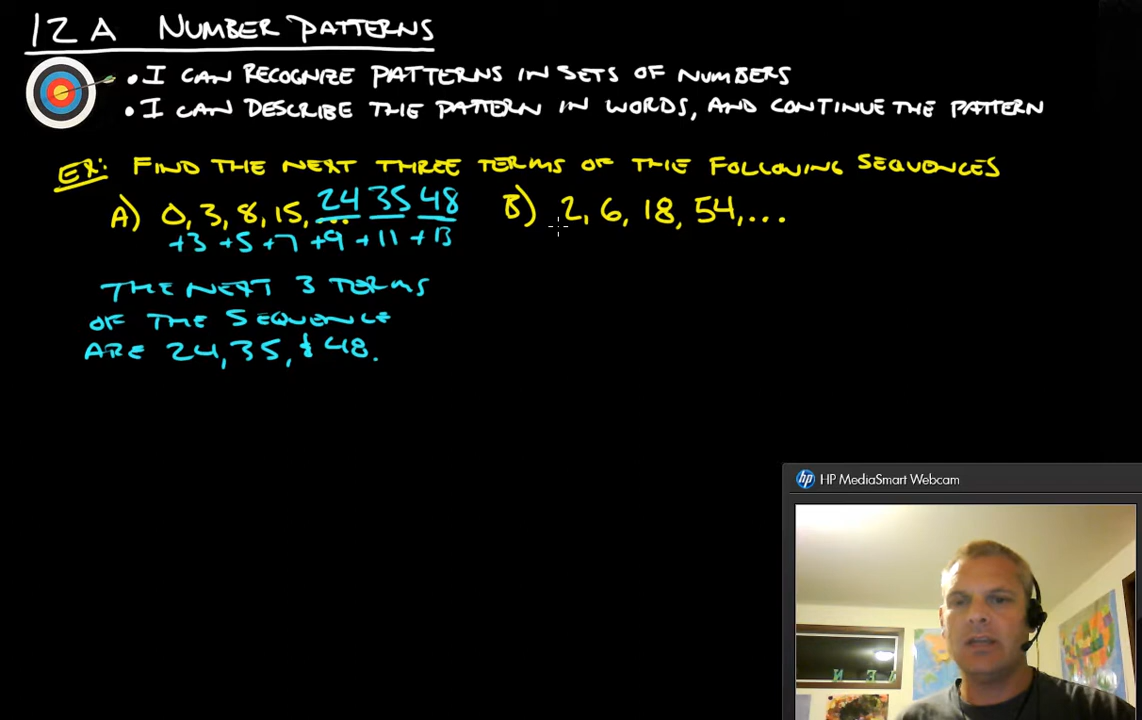 12 A NUMBER PATTERNS
• I CAN RECOGNIZE PATTERNS IN SETS OF NUMBERS
• I CAN DESCRIBE THE PATTERN IN WORDS, AND CONTINUE THE PATTERN
EX: FIND THE NEXT THREE TERMS OF THE FOLLOWING SEQUENCES
A) 0, 3, 8, 15, ... 24 35 48
+3 +5 +7 +9 +11 +13
B) 2, 6, 18, 54, ...
THE NEXT 3 TERMS
OF THE SEQUENCE
ARE 24, 35, & 48.
hp HP MediaSmart Webcam